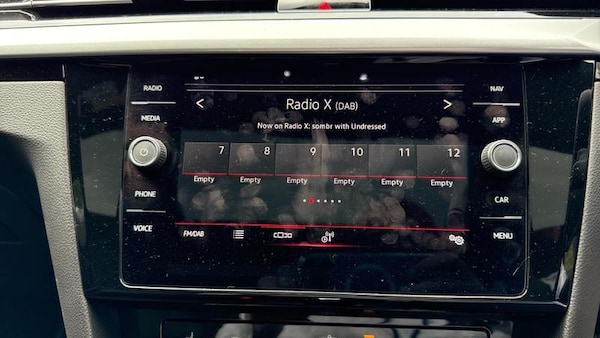 RADIO
NAV
Radio X (DAB)
MEDIA
APP
Now on Radio X: sombr with Undressed
7 8 9 10 11 12
Empty Empty Empty Empty Empty Empty
PHONE
CAR
VOICE
FM/DAB
MENU